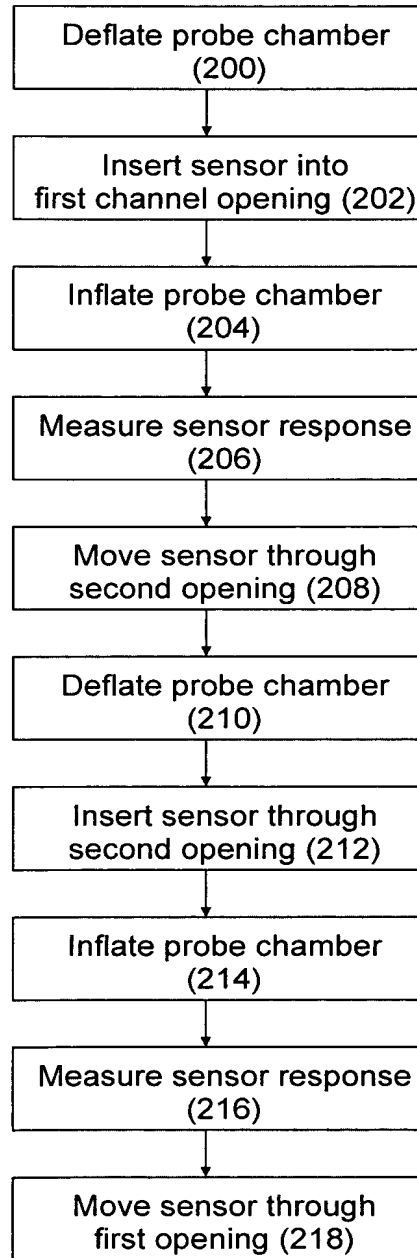 Deflate probe chamber
(200)
Insert sensor into
first channel opening (202)
Inflate probe chamber
(204)
Measure sensor response
(206)
Move sensor through
second opening (208)
Deflate probe chamber
(210)
Insert sensor through
second opening (212)
Inflate probe chamber
(214)
Measure sensor response
(216)
Move sensor through
first opening (218)